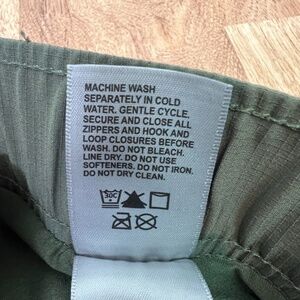 MACHINE WASH
SEPARATELY IN COLD
WATER. GENTLE CYCLE.
SECURE AND CLOSE ALL
ZIPPERS AND HOOK AND
LOOP CLOSURES BEFORE
WASH. DO NOT BLEACH.
LINE DRY. DO NOT USE
SOFTENERS. DO NOT IRON.
DO NOT DRY CLEAN.